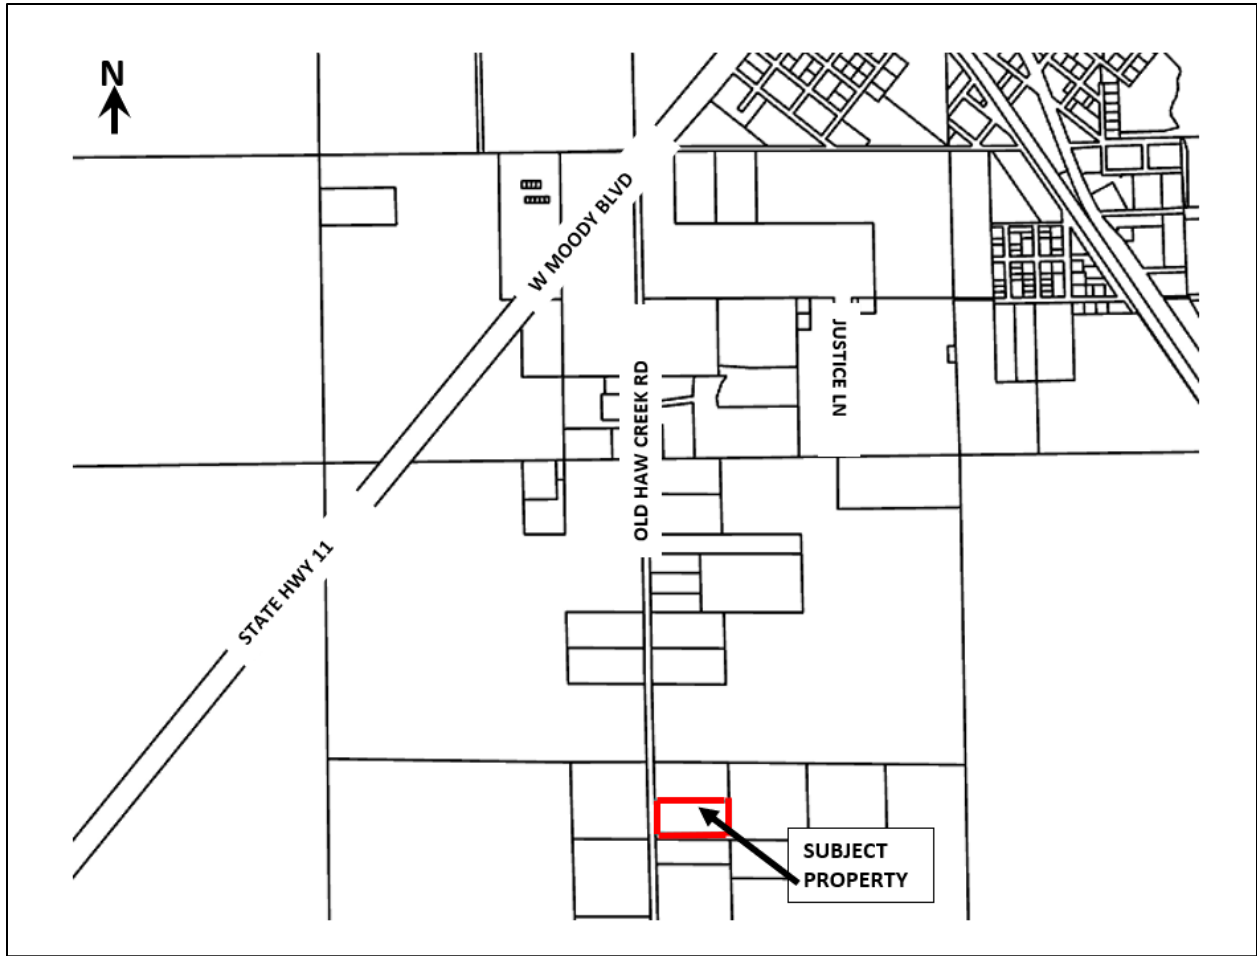 N
W MOODY BLVD
JUSTICE LN
OLD HAW CREEK RD
STATE HWY 11
SUBJECT
PROPERTY